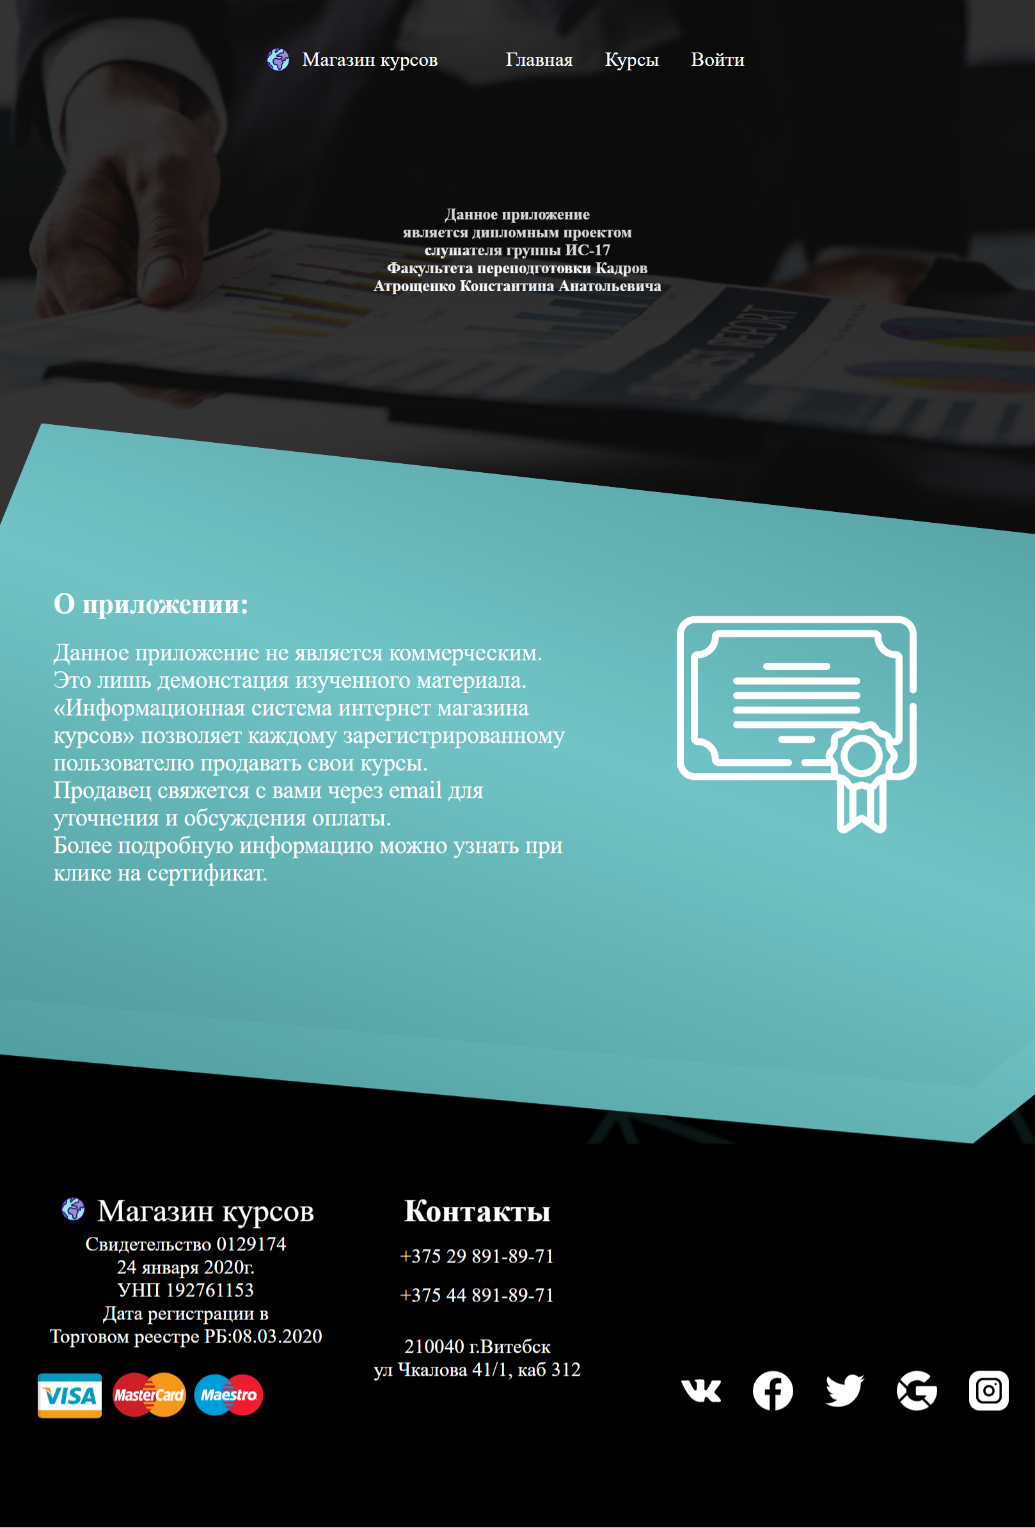 Магазин курсов
Главная
Курсы
Войти
Данное приложение
является дипломным проектом
слушателя группы ИС-17
Факультета переподготовки Кадров
Атрощенко Константина Анатольевича
REPORT
О приложении:
Данное приложение не является коммерческим.
Это лишь демонстация изученного материала.
«Информационная система интернет магазина
курсов» позволяет каждому зарегистрированному
пользователю продавать свои курсы.
Продавец свяжется с вами через email для
уточнения и обсуждения оплаты.
Более подробную информацию можно узнать при
клике на сертификат.
Магазин курсов
Свидетельство 0129174
24 января 2020г.
УНП 192761153
Дата регистрации в
Торговом реестре РБ:08.03.2020
VISA
MasterCard
Maestro
Контакты
+375 29 891-89-71
+375 44 891-89-71
210040 г.Витебск
ул Чкалова 41/1, каб 312